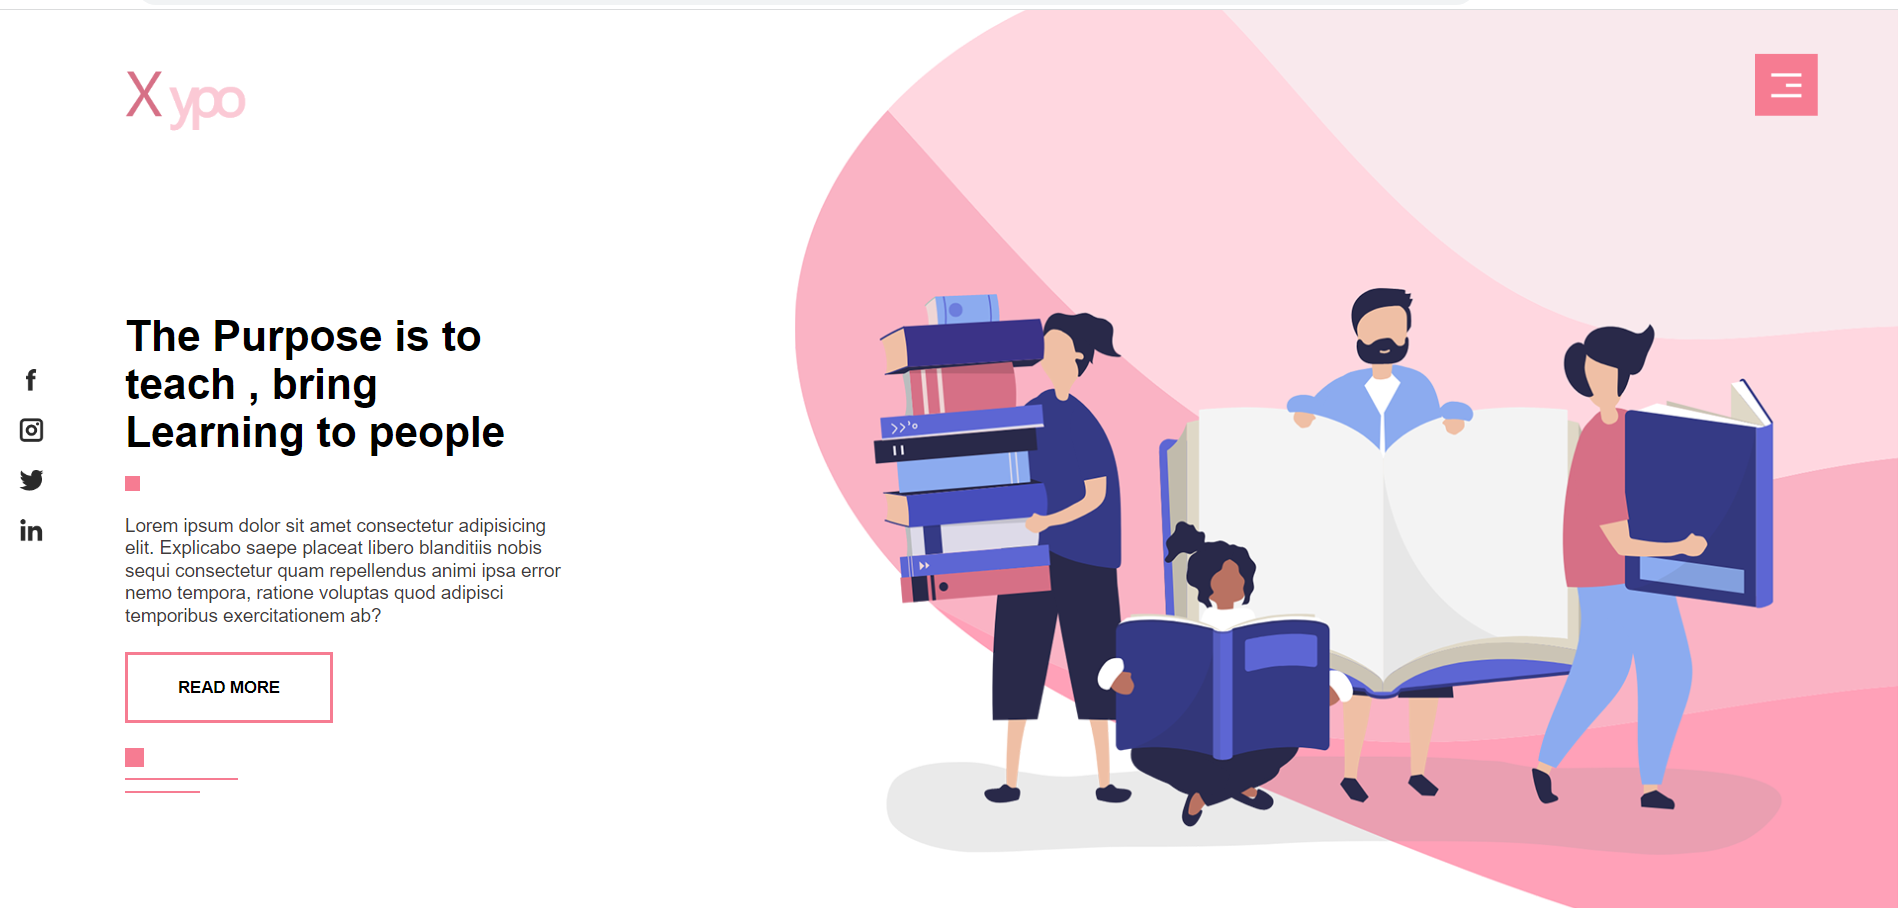 X ypo
The Purpose is to
teach , bring
Learning to people
Lorem ipsum dolor sit amet consectetur adipisicing
elit. Explicabo saepe placeat libero blanditiis nobis
sequi consectetur quam repellendus animi ipsa error
nemo tempora, ratione voluptas quod adipisci
temporibus exercitationem ab?
READ MORE